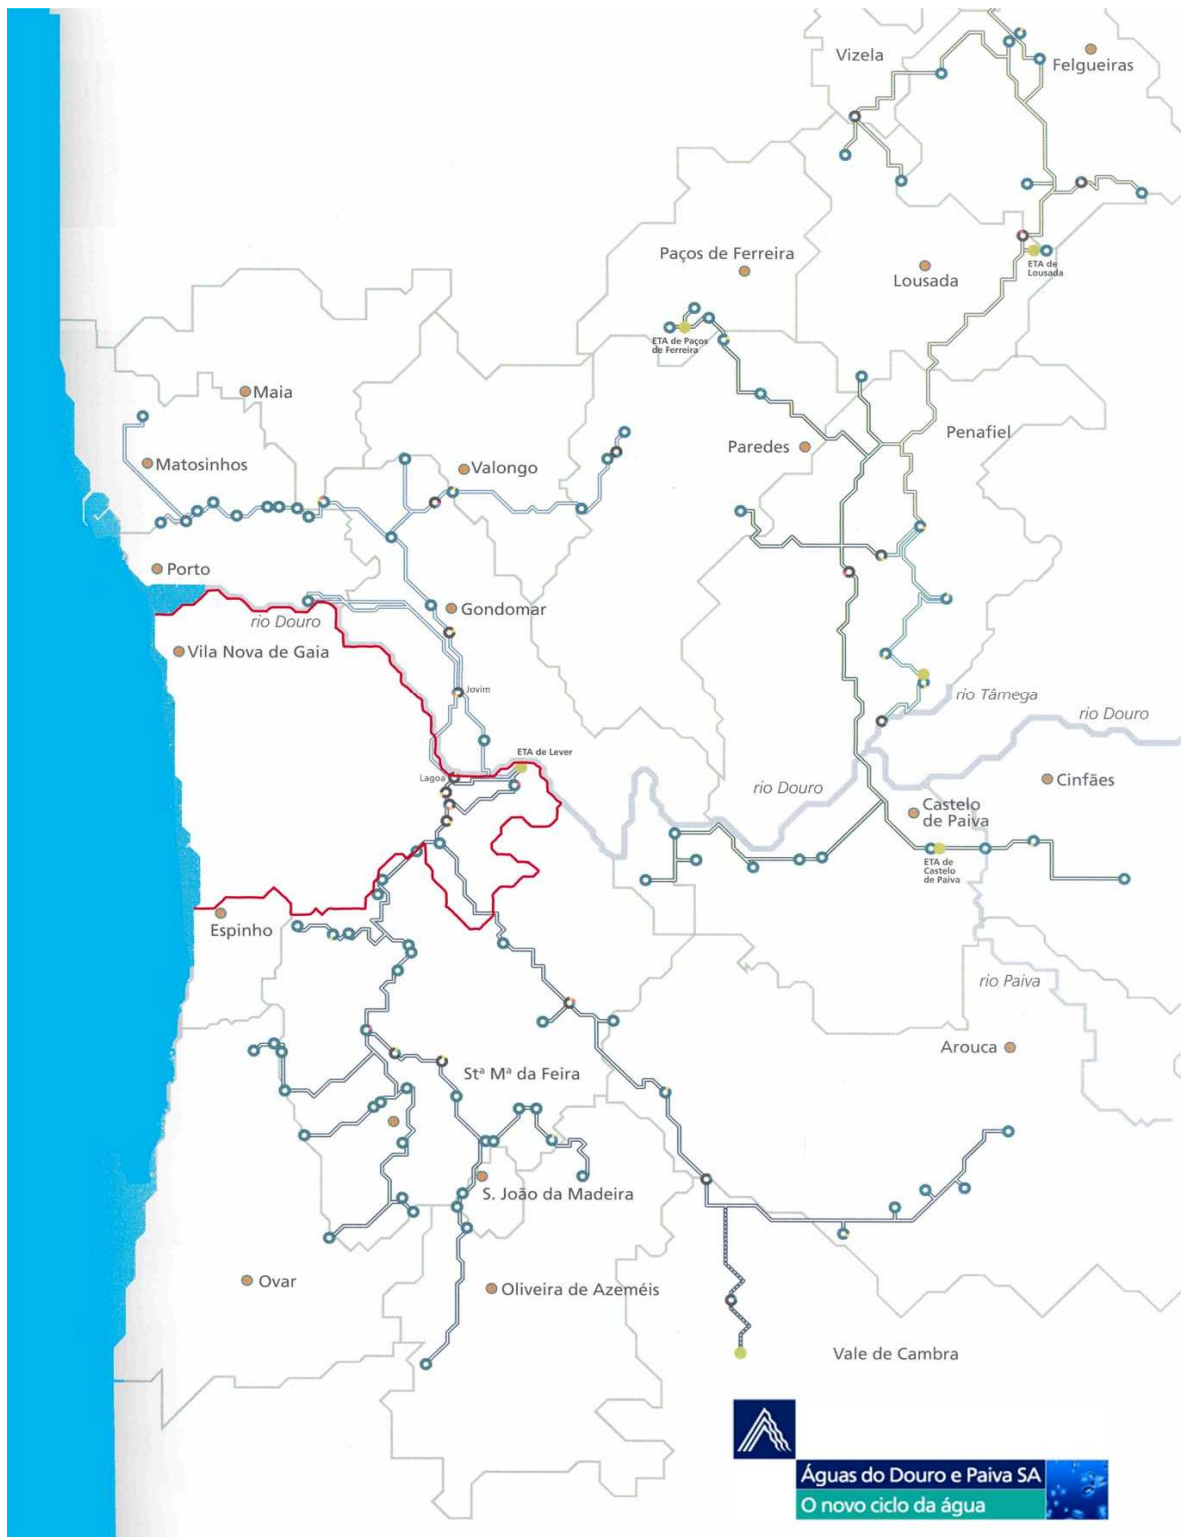 Vizela
Felgueiras
Paços de Ferreira
Lousada
ETA de
Lousada
ETA de Paços
de Ferreira
Maia
Matosinhos
Valongo
Paredes
Penafiel
Porto
Gondomar
rio Douro
Vila Nova de Gaia
Jovim
rio Tâmega
rio Douro
ETA de Lever
Lagoa
rio Douro
Cinfães
Castelo
de Paiva
ETA de
Castelo
de Paiva
Espinho
rio Paiva
Arouca
Stª Mª da Feira
S. João da Madeira
Ovar
Oliveira de Azeméis
Vale de Cambra
Águas do Douro e Paiva SA
O novo ciclo da água